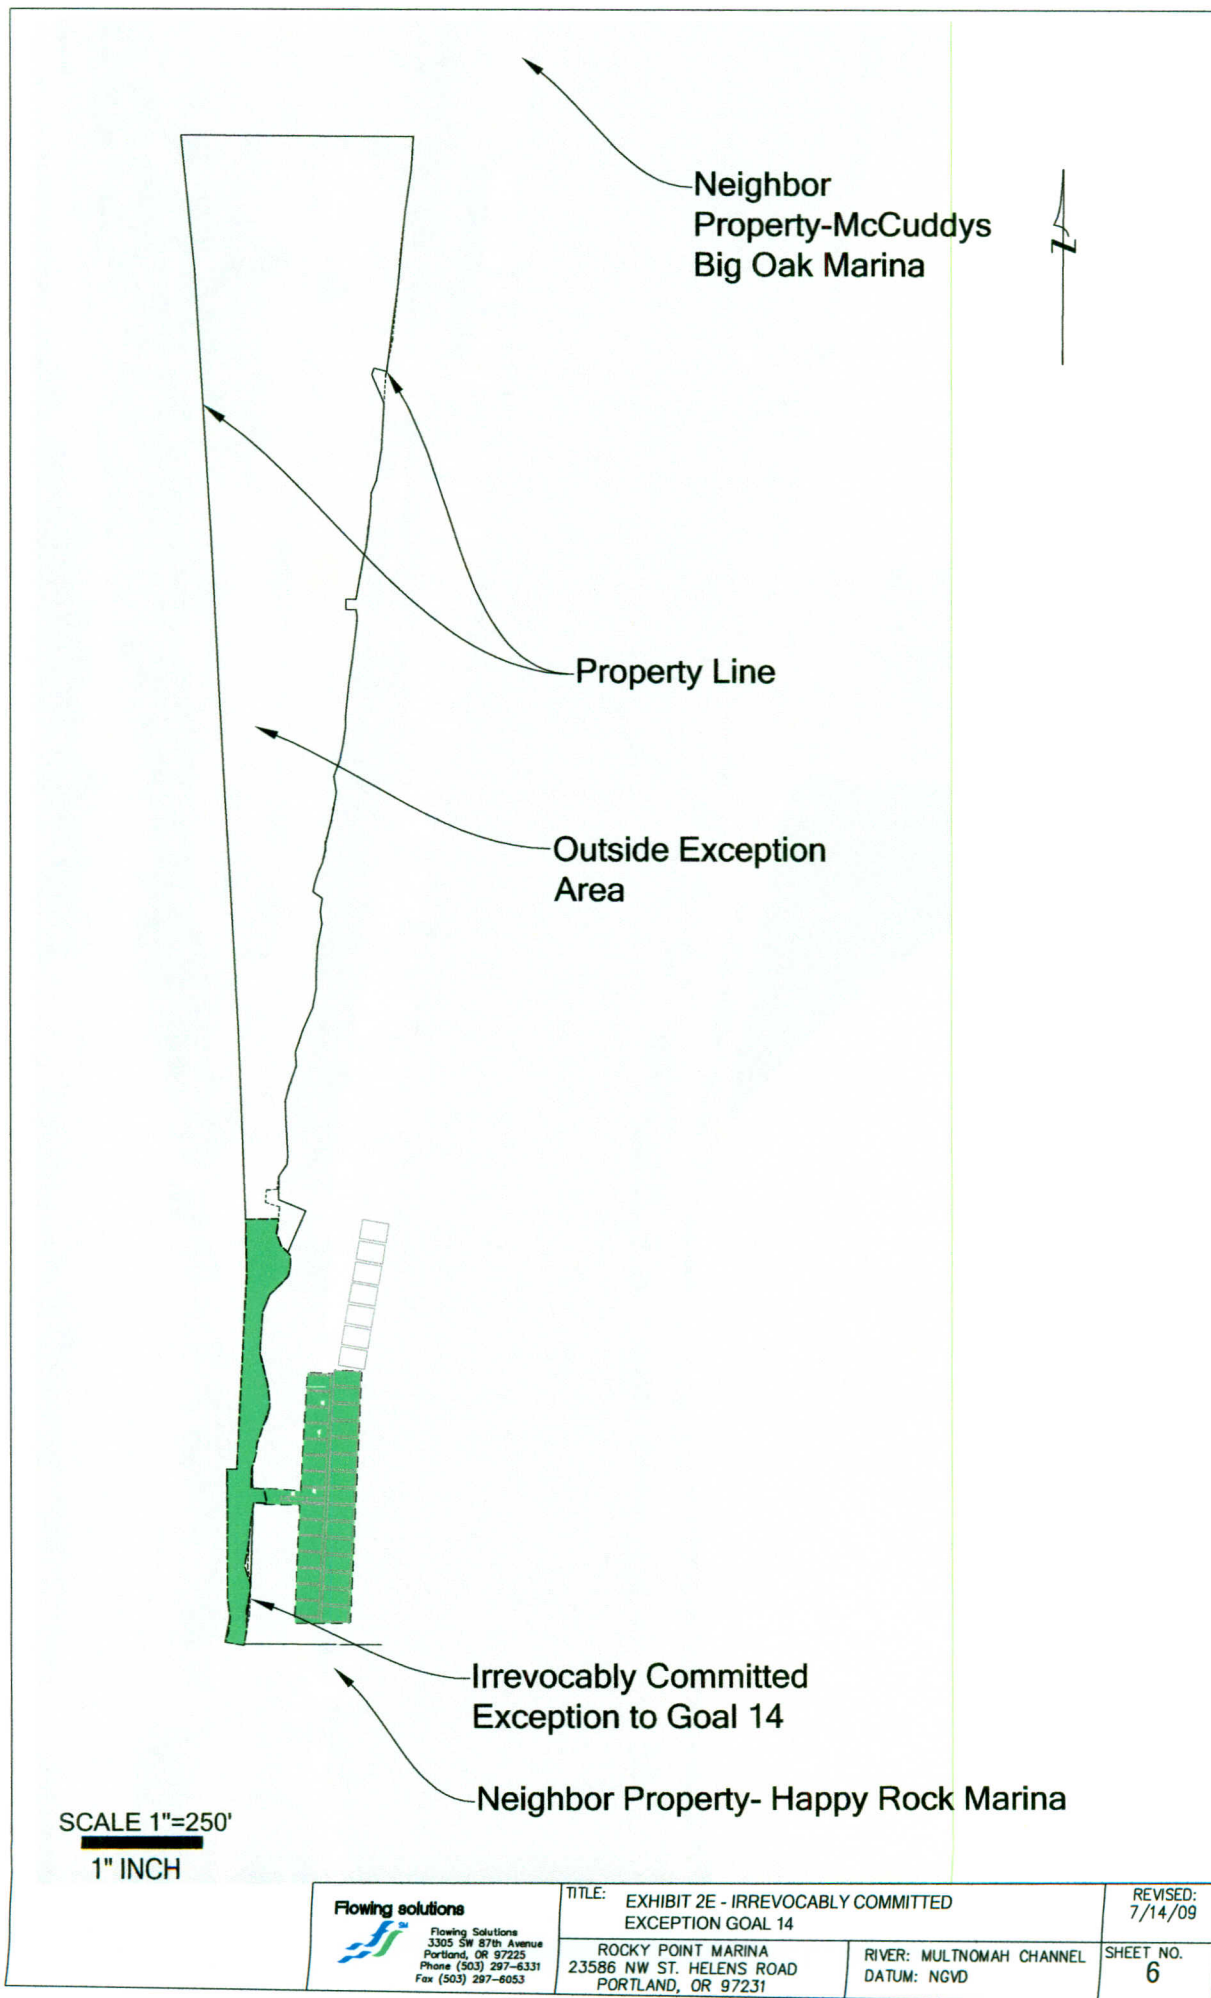 Neighbor
Property-McCuddys
Big Oak Marina
Z
Property Line
Outside Exception
Area
Irrevocably Committed
Exception to Goal 14
Neighbor Property- Happy Rock Marina
SCALE 1"=250'
1" INCH
Flowing solutions
SM
Flowing Solutions
3305 SW 87th Avenue
Portland, OR 97225
Phone (503) 297-6331
Fax (503) 297-6053
TITLE: EXHIBIT 2E - IRREVOCABLY COMMITTED
EXCEPTION GOAL 14
REVISED:
7/14/09
ROCKY POINT MARINA
23586 NW ST. HELENS ROAD
PORTLAND, OR 97231
RIVER: MULTNOMAH CHANNEL
DATUM: NGVD
SHEET NO.
6